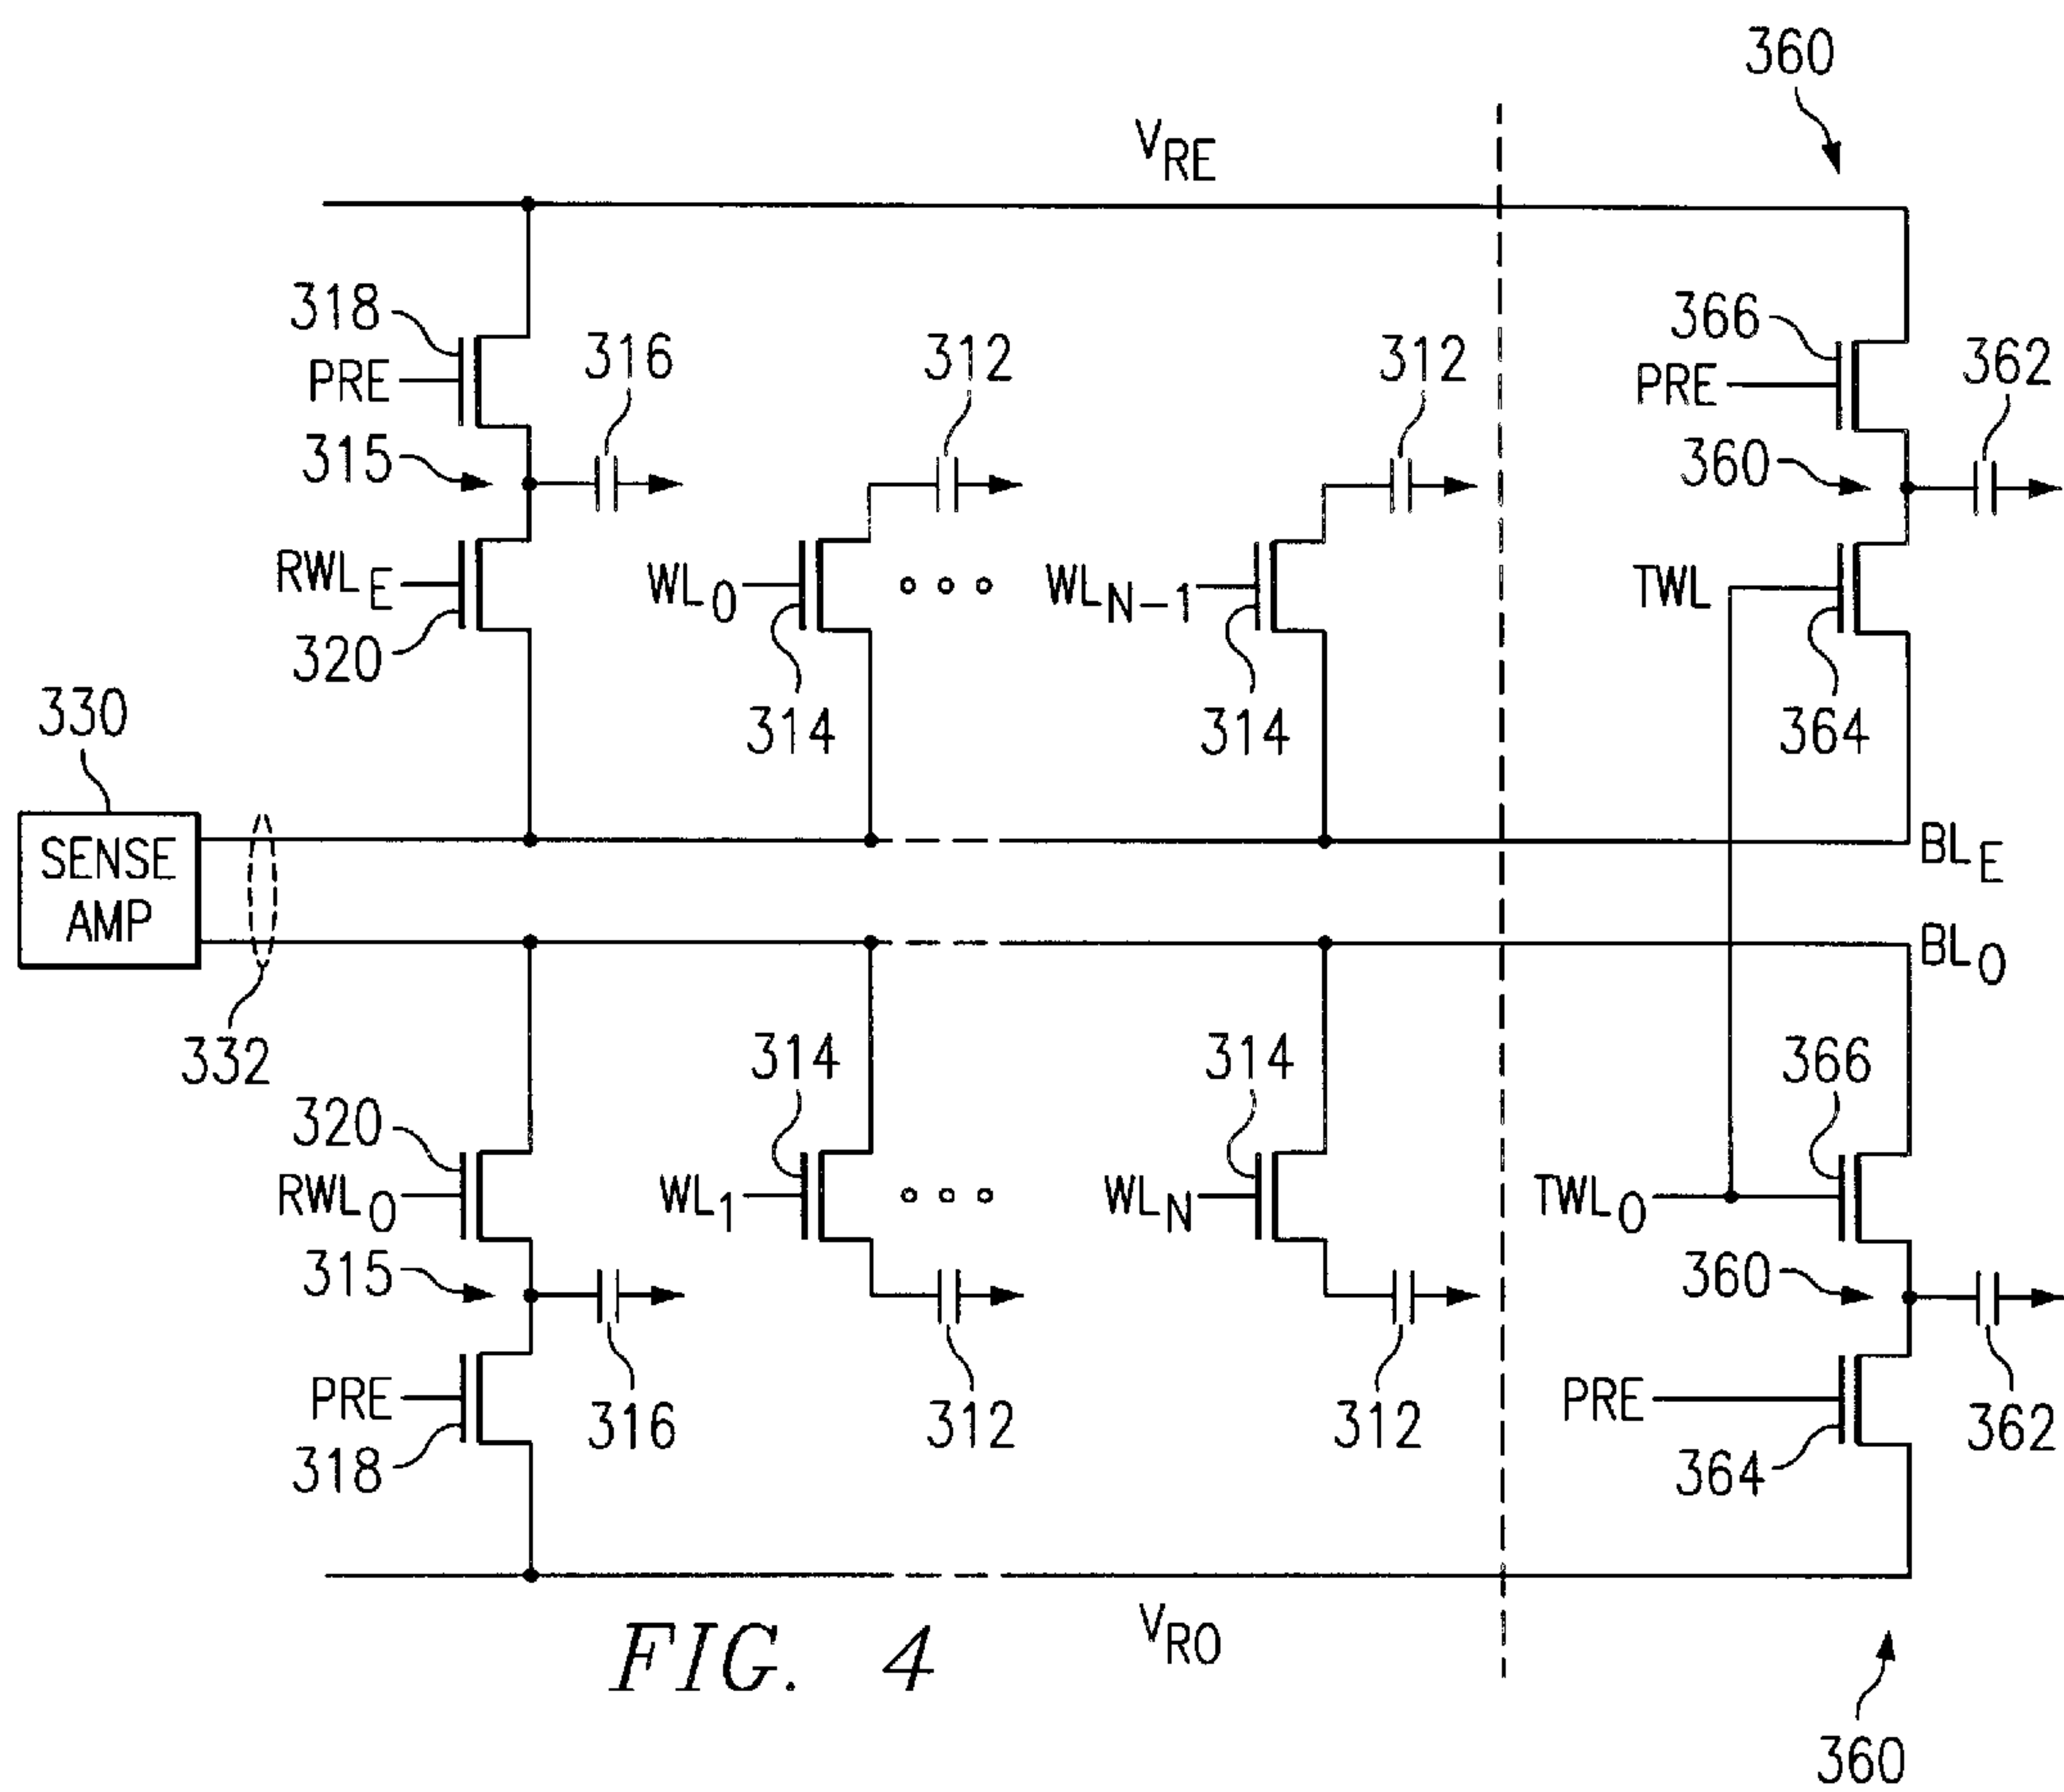 360
V_RE
318
316
312
312
366
362
PRE
PRE
315
360
RWL_E
WL_0
WL_N-1
TWL
320
314
314
364
330
SENSE
AMP
BL_E
BL_O
332
314
314
366
320
RWL_O
WL_1
WL_N
TWL_O
315
360
PRE
PRE
316
312
312
362
318
364
V_RO
FIG. 4
360